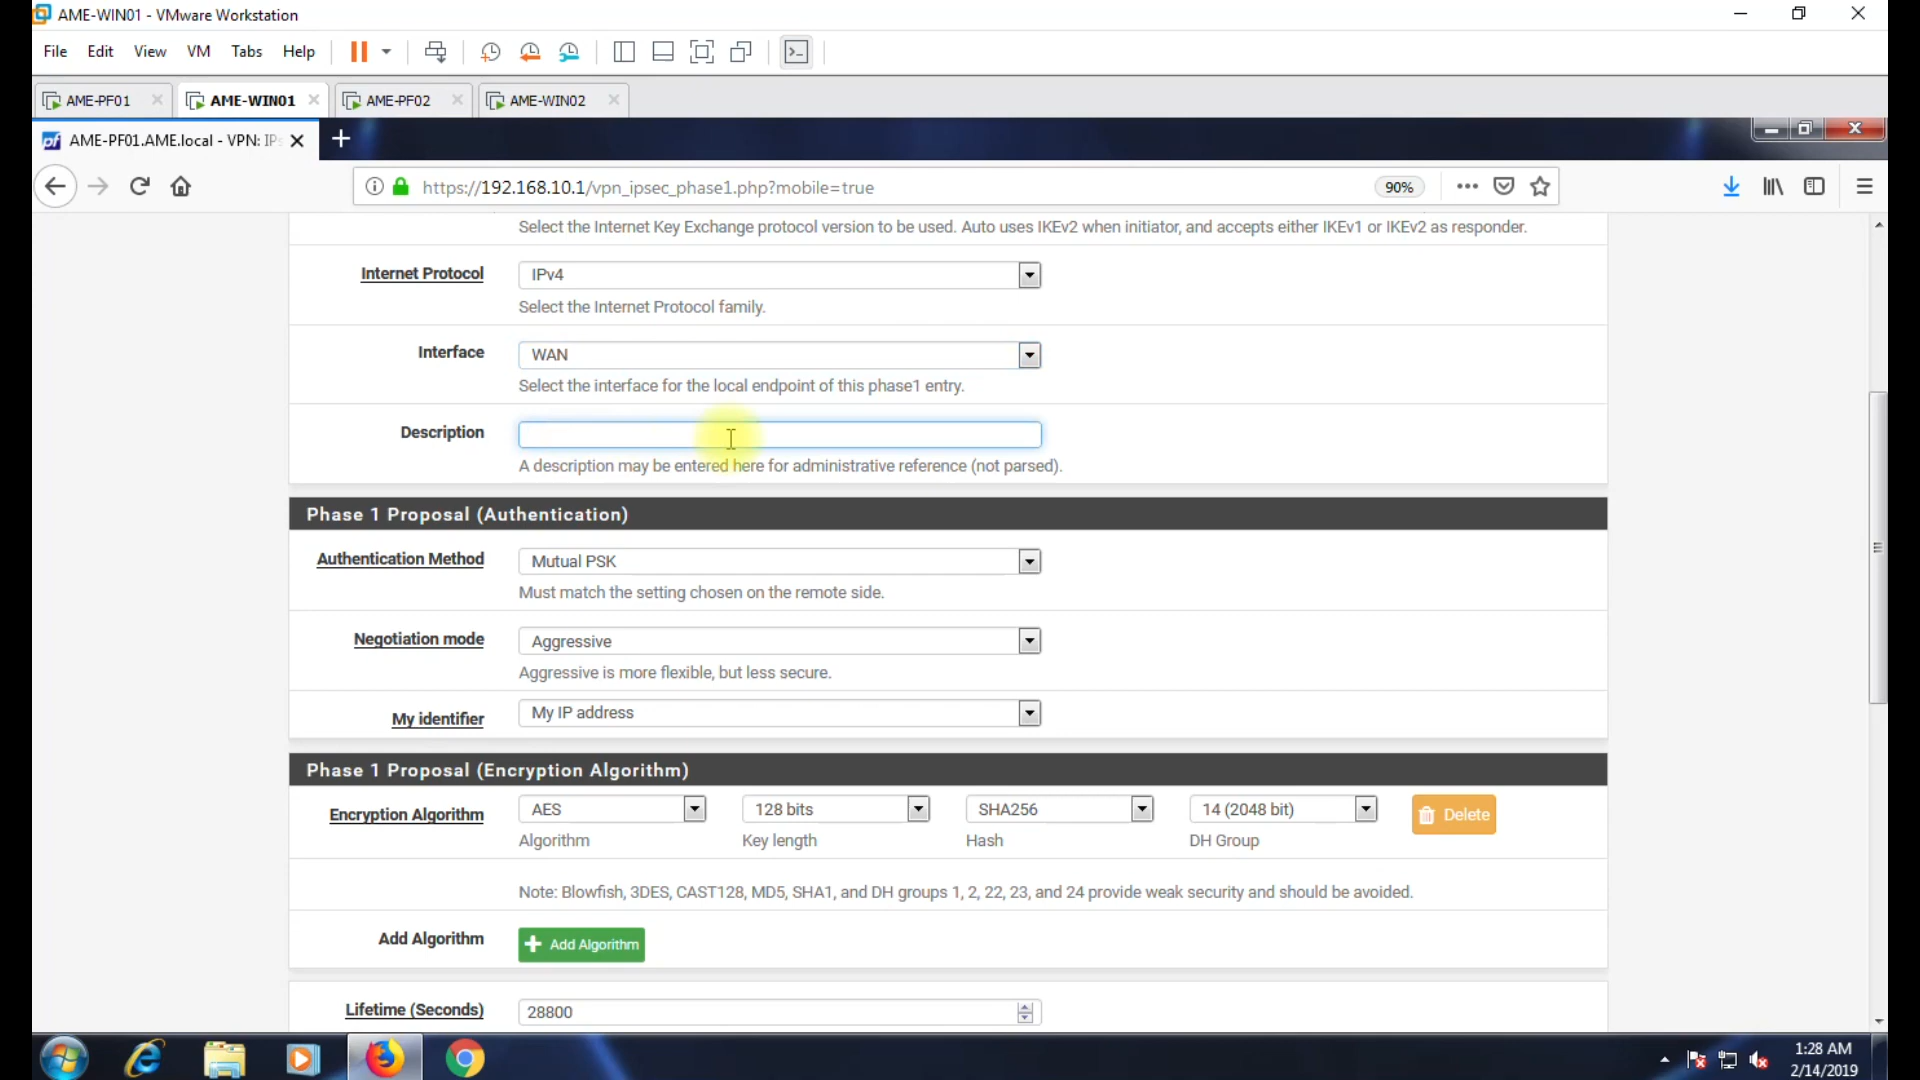 AME-WIN01 - VMware Workstation
File Edit View VM Tabs Help
AME-PF01 AME-WIN01 AME-PF02 AME-WIN02
AME-PF01.AME.local - VPN: IPs
https://192.168.10.1/vpn_ipsec_phase1.php?mobile=true 90%
Select the Internet Key Exchange protocol version to be used. Auto uses IKEv2 when initiator, and accepts either IKEv1 or IKEv2 as responder.
Internet Protocol IPv4
Select the Internet Protocol family.
Interface WAN
Select the interface for the local endpoint of this phase1 entry.
Description
A description may be entered here for administrative reference (not parsed).
Phase 1 Proposal (Authentication)
Authentication Method Mutual PSK
Must match the setting chosen on the remote side.
Negotiation mode Aggressive
Aggressive is more flexible, but less secure.
My identifier My IP address
Phase 1 Proposal (Encryption Algorithm)
Encryption Algorithm AES 128 bits SHA256 14 (2048 bit) Delete
Algorithm Key length Hash DH Group
Note: Blowfish, 3DES, CAST128, MD5, SHA1, and DH groups 1, 2, 22, 23, and 24 provide weak security and should be avoided.
Add Algorithm Add Algorithm
Lifetime (Seconds) 28800
1:28 AM
2/14/2019